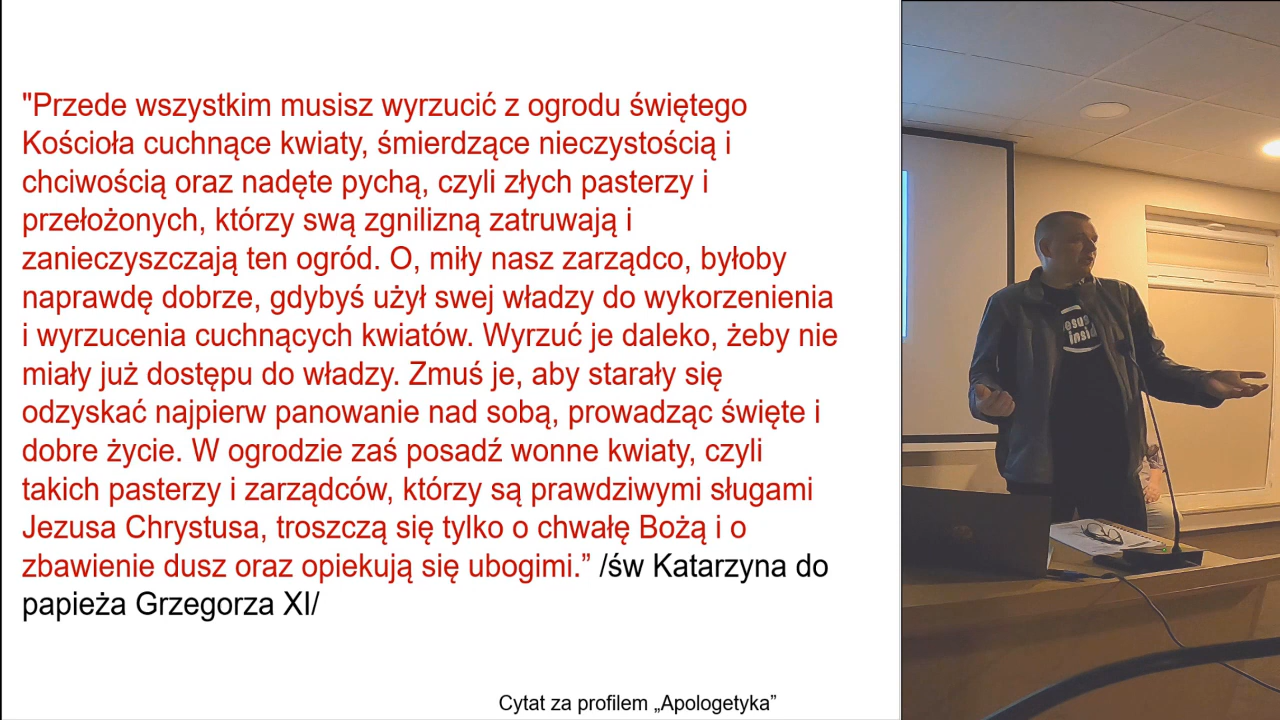 "Przede wszystkim musisz wyrzucić z ogrodu świętego
Kościoła cuchnące kwiaty, śmierdzące nieczystością i
chciwością oraz nadęte pychą, czyli złych pasterzy i
przełożonych, którzy swą zgnilizną zatruwają i
zanieczyszczają ten ogród. O, miły nasz zarządco, byłoby
naprawdę dobrze, gdybyś użył swej władzy do wykorzenienia
i wyrzucenia cuchnących kwiatów. Wyrzuć je daleko, żeby nie
miały już dostępu do władzy. Zmuś je, aby starały się
odzyskać najpierw panowanie nad sobą, prowadząc święte i
dobre życie. W ogrodzie zaś posadź wonne kwiaty, czyli
takich pasterzy i zarządców, którzy są prawdziwymi sługami
Jezusa Chrystusa, troszczą się tylko o chwałę Bożą i o
zbawienie dusz oraz opiekują się ubogimi.” /św Katarzyna do
papieża Grzegorza XI/
Cytat za profilem „Apologetyka”
esus
insid